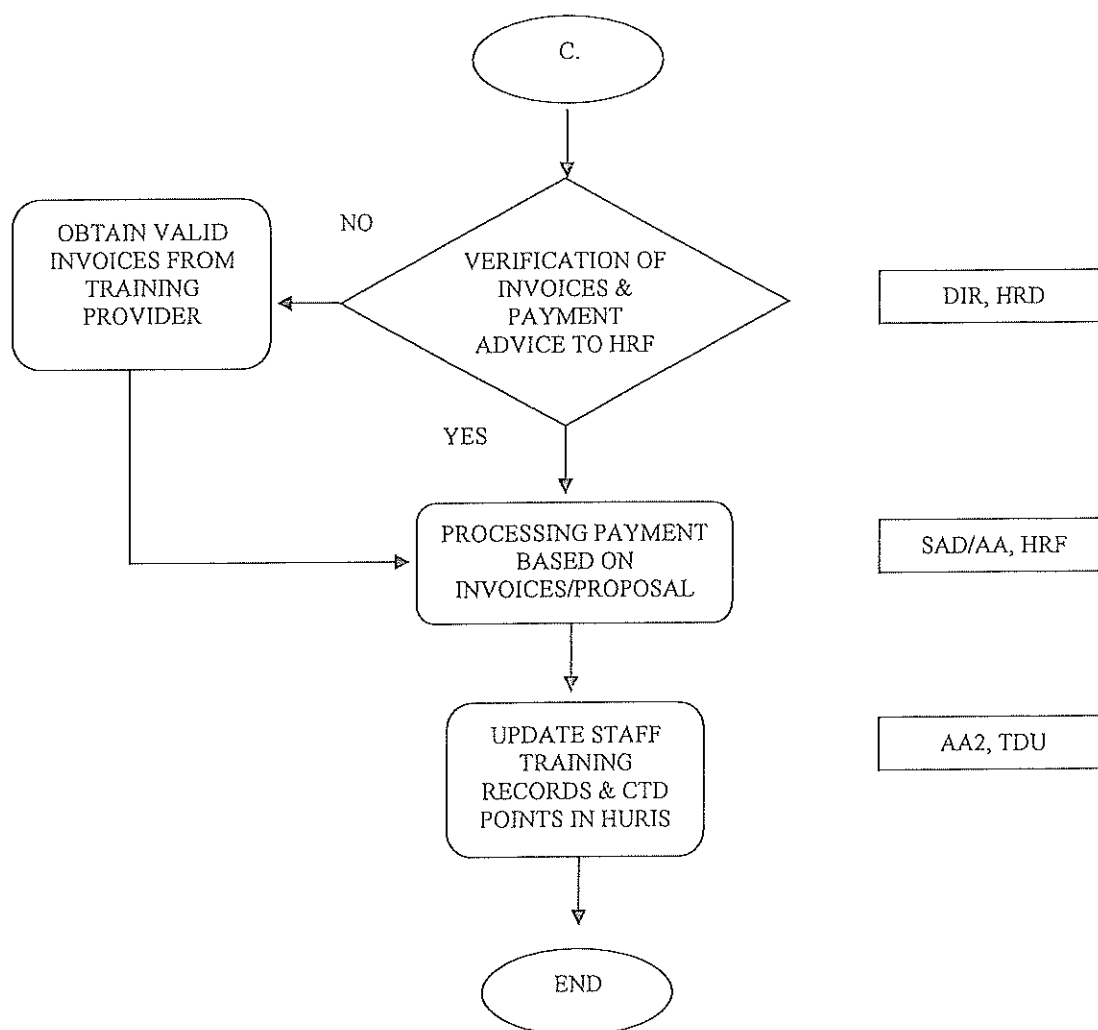 C.
NO
OBTAIN VALID
INVOICES FROM
TRAINING
PROVIDER
VERIFICATION OF
INVOICES &
PAYMENT
ADVICE TO HRF
DIR, HRD
YES
PROCESSING PAYMENT
BASED ON
INVOICES/PROPOSAL
SAD/AA, HRF
UPDATE STAFF
TRAINING
RECORDS & CTD
POINTS IN HURIS
AA2, TDU
END